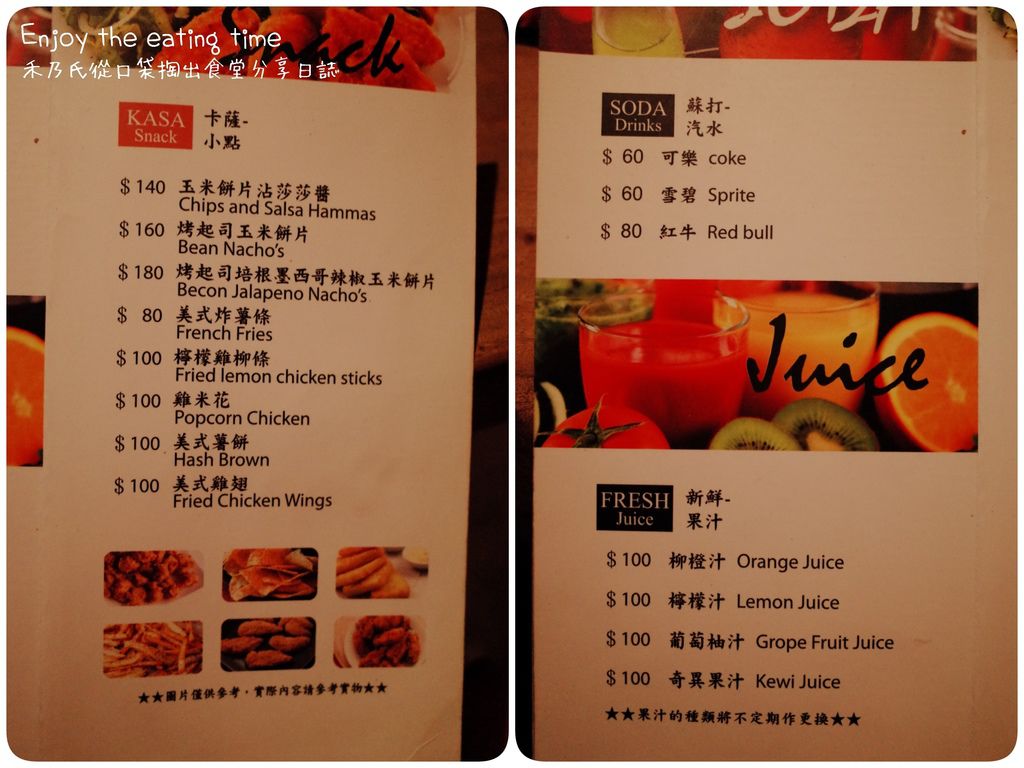 Enjoy the eating time
禾乃氏從口袋掏出食堂分享日誌
KASA
Snack
卡薩-
小點
$ 140 玉米餅片沾莎莎醬
Chips and Salsa Hammas
$ 160 烤起司玉米餅片
Bean Nacho's
$ 180 烤起司培根墨西哥辣椒玉米餅片
Becon Jalapeno Nacho's
$ 80 美式炸薯條
French Fries
$ 100 檸檬雞柳條
Fried lemon chicken sticks
$ 100 雞米花
Popcorn Chicken
$ 100 美式薯餅
Hash Brown
$ 100 美式雞翅
Fried Chicken Wings
★★圖片僅供參考,實際內容請參考實物★★
SODA
Drinks
蘇打-
汽水
$ 60 可樂 coke
$ 60 雪碧 Sprite
$ 80 紅牛 Red bull
Juice
FRESH
Juice
新鮮-
果汁
$ 100 柳橙汁 Orange Juice
$ 100 檸檬汁 Lemon Juice
$ 100 葡萄柚汁 Grope Fruit Juice
$ 100 奇異果汁 Kewi Juice
★★果汁的種類將不定期作更換★★